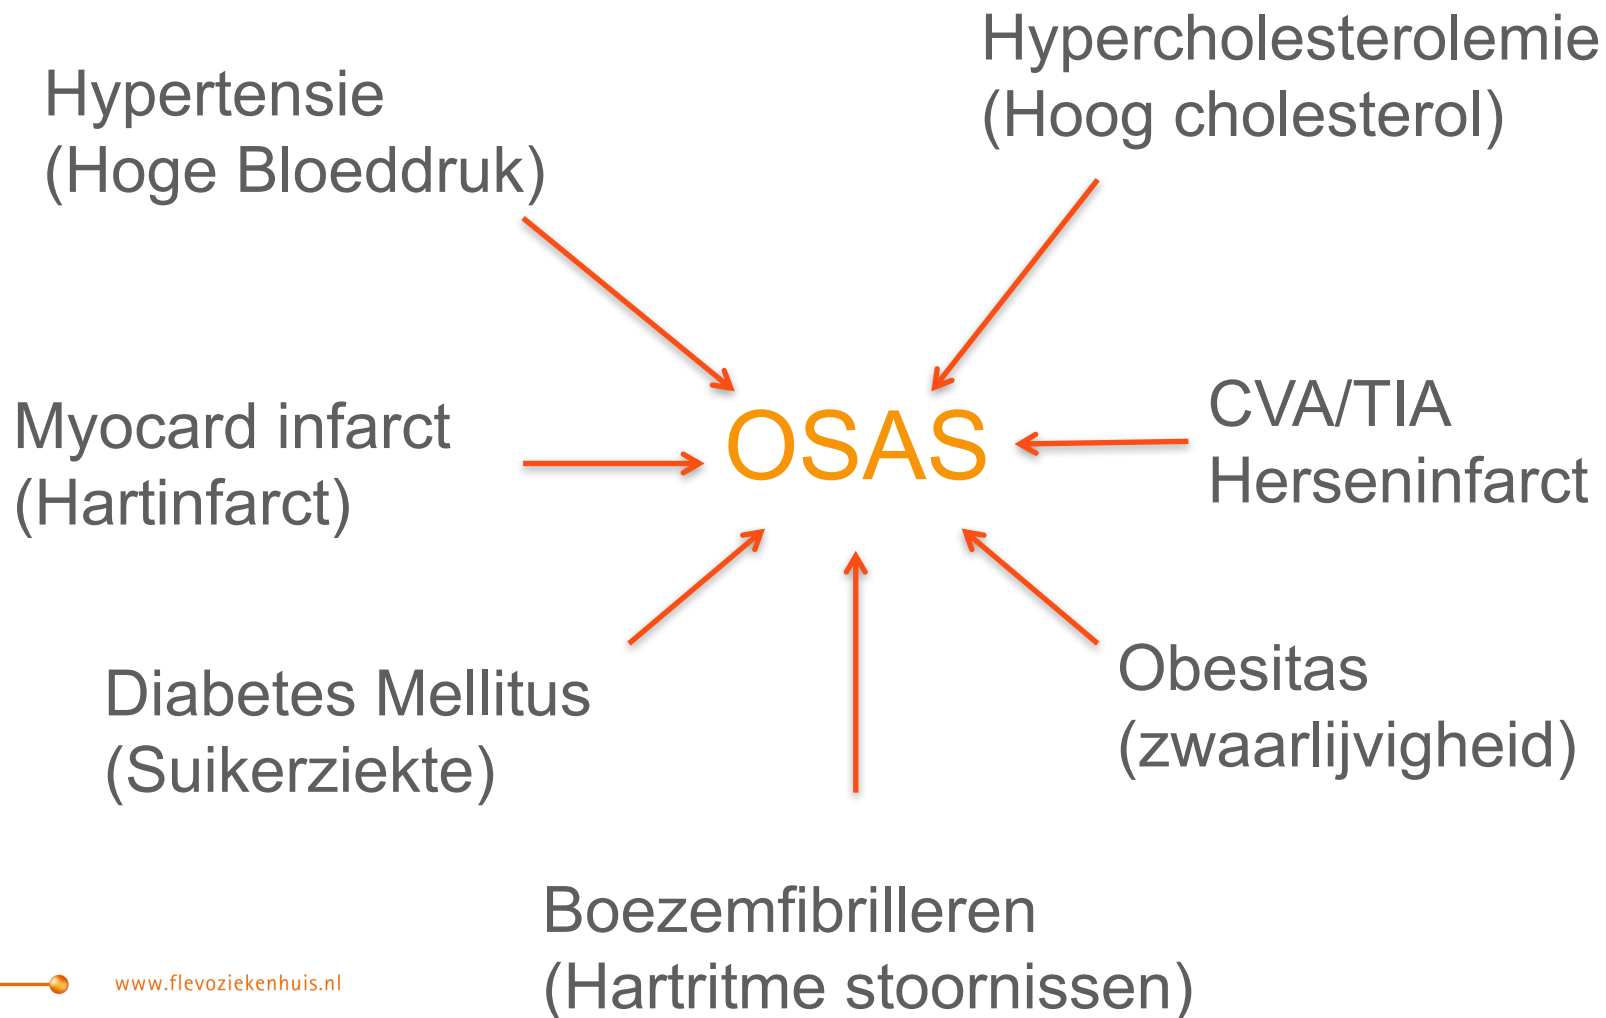 Hypercholesterolemie
(Hoog cholesterol)
Hypertensie
(Hoge Bloeddruk)
Myocard infarct
(Hartinfarct)
OSAS
CVA/TIA
Herseninfarct
Diabetes Mellitus
(Suikerziekte)
Obesitas
(zwaarlijvigheid)
Boezemfibrilleren
(Hartritme stoornissen)
www.flevoziekenhuis.nl